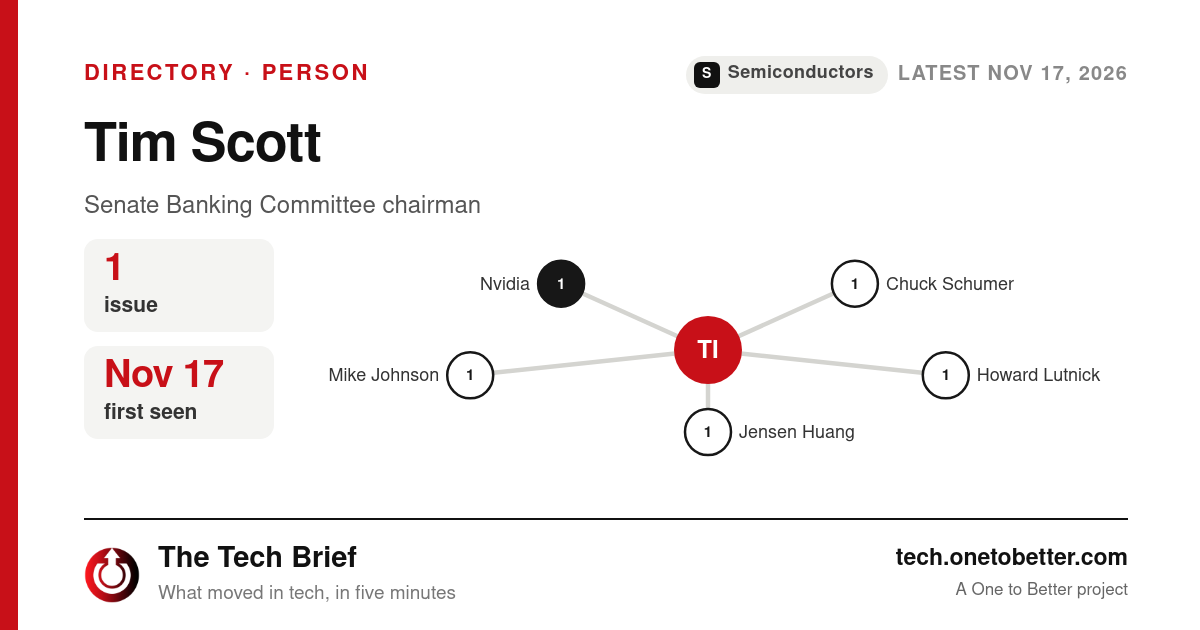 DIRECTORY · PERSON
S Semiconductors LATEST NOV 17, 2026
Tim Scott
Senate Banking Committee chairman
1
issue
Nov 17
first seen
Nvidia 1
1 Chuck Schumer
TI
Mike Johnson 1
1 Howard Lutnick
1 Jensen Huang
The Tech Brief
What moved in tech, in five minutes
tech.onetobetter.com
A One to Better project